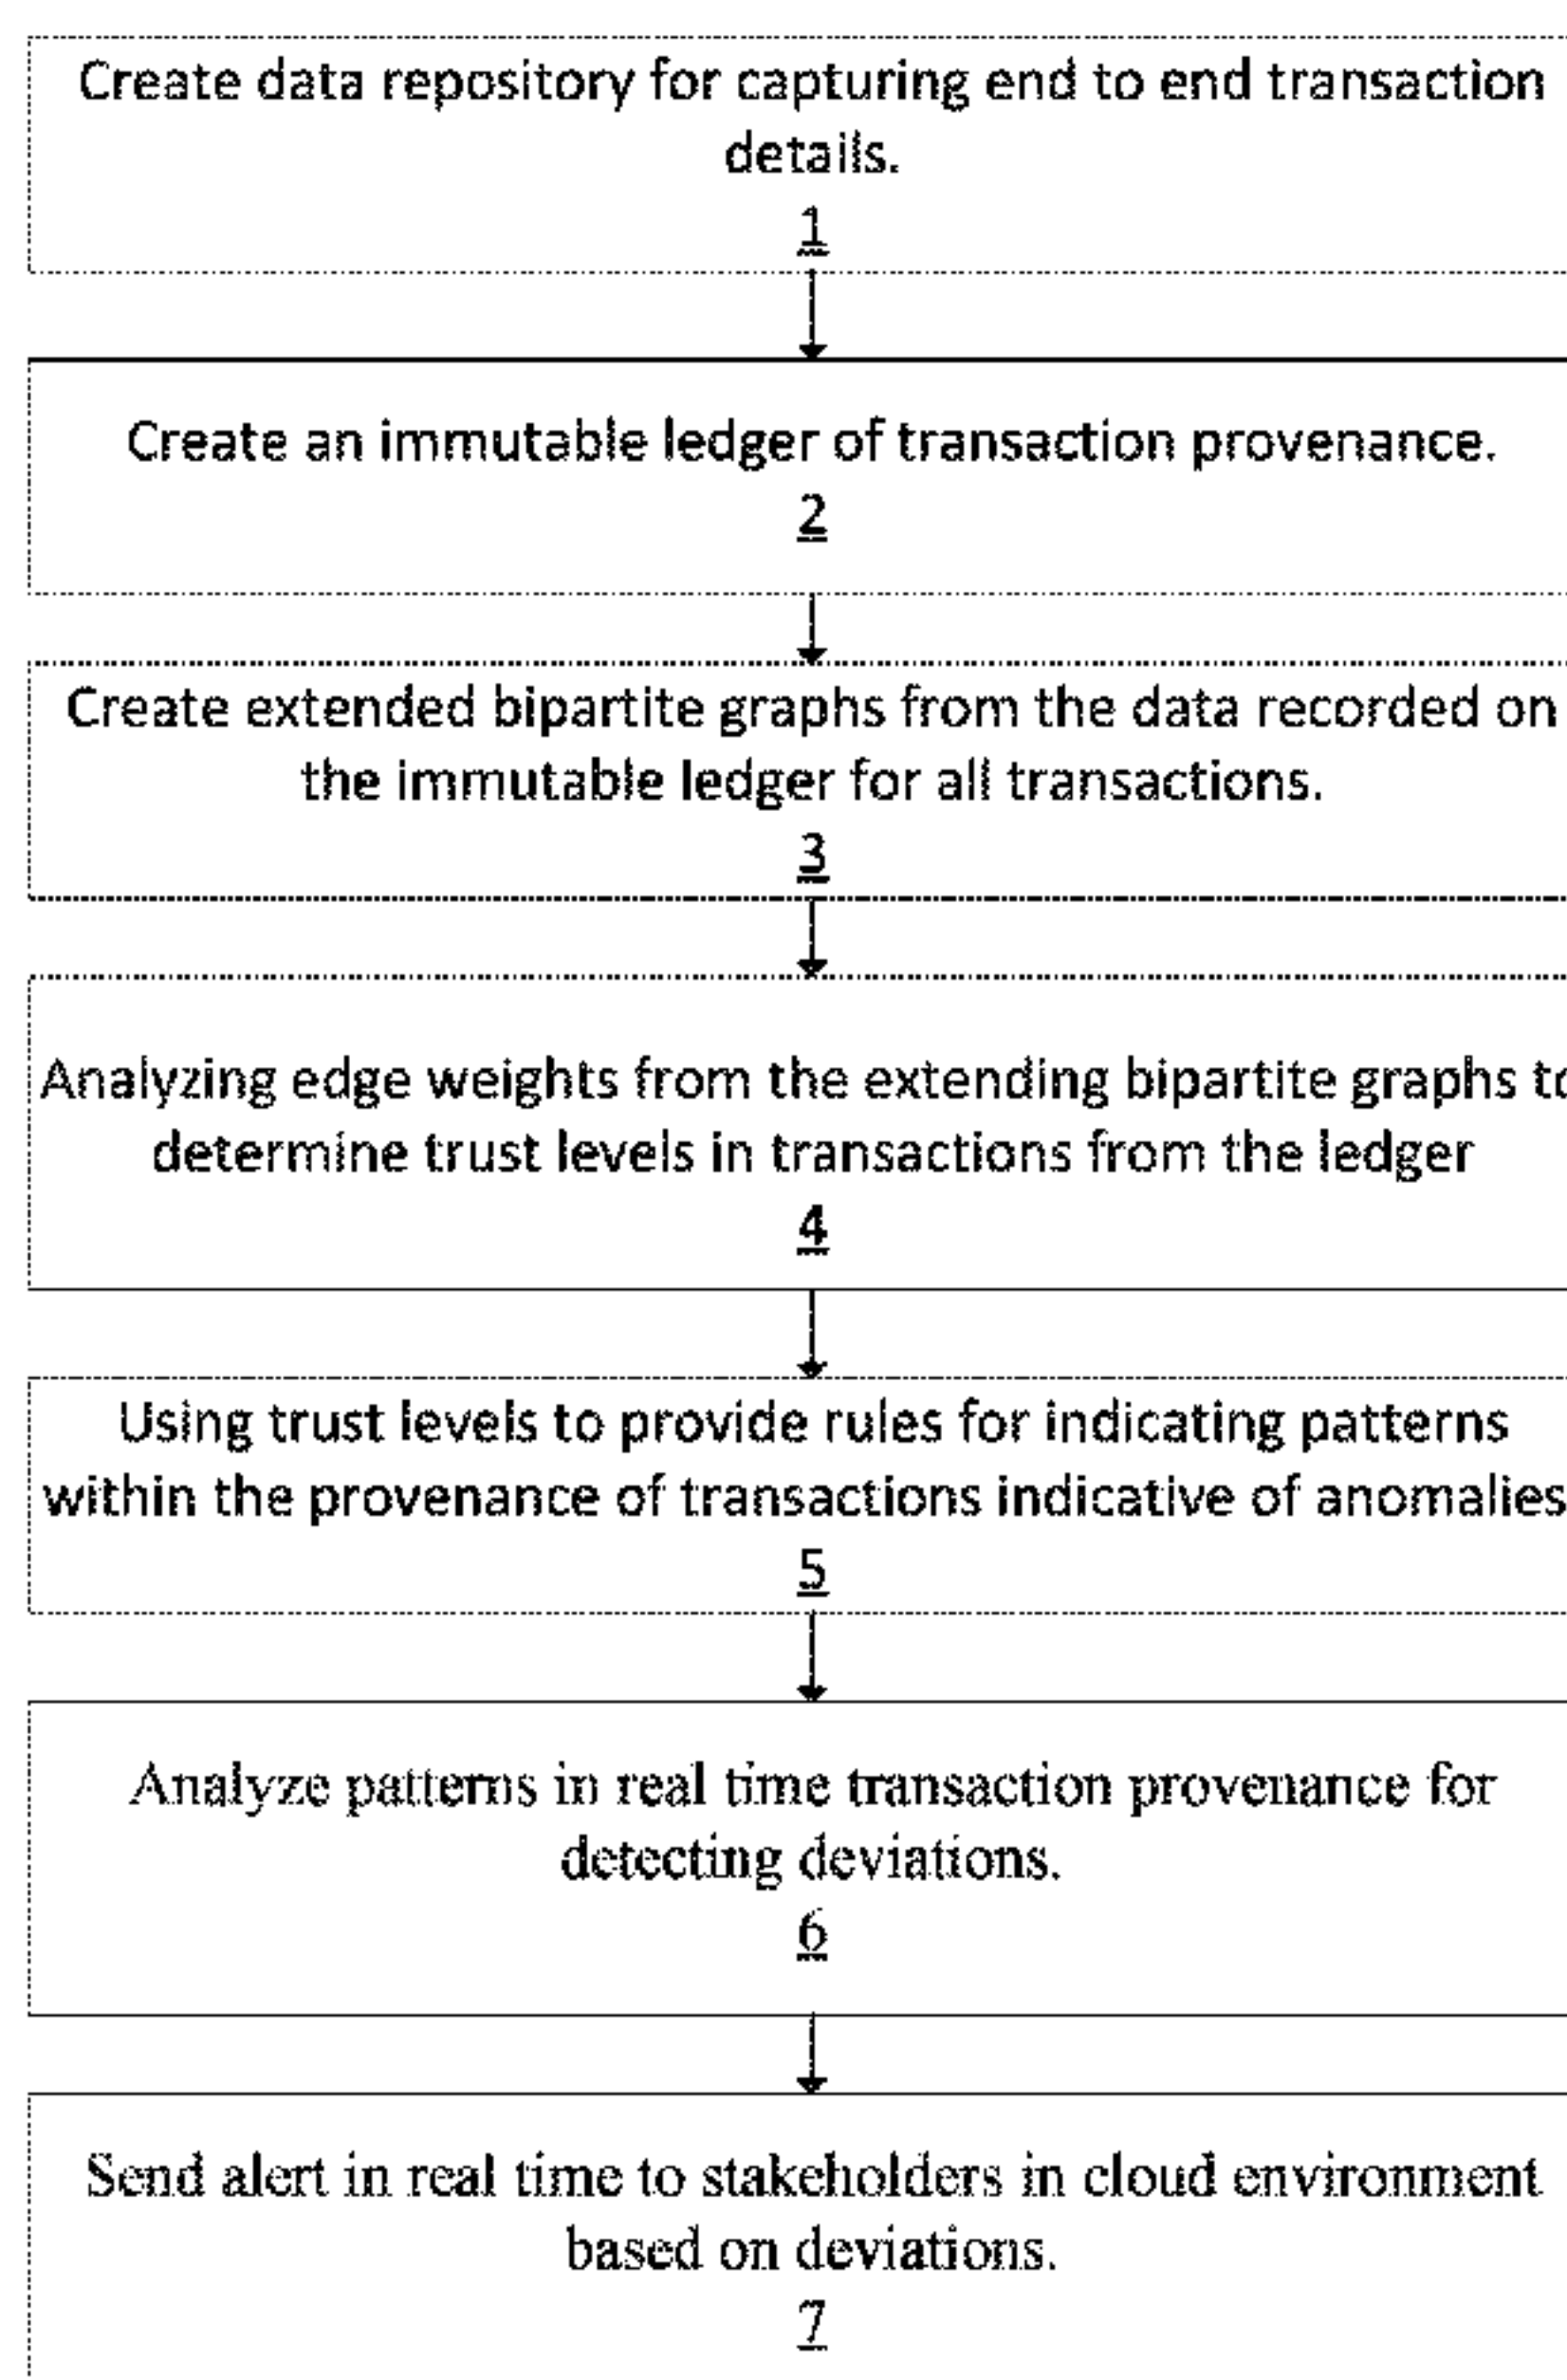 Create data repository for capturing end to end transaction
details.
1
Create an immutable ledger of transaction provenance.
2
Create extended bipartite graphs from the data recorded on
the immutable ledger for all transactions.
3
Analyzing edge weights from the extending bipartite graphs to
determine trust levels in transactions from the ledger
4
Using trust levels to provide rules for indicating patterns
within the provenance of transactions indicative of anomalies
5
Analyze patterns in real time transaction provenance for
detecting deviations.
6
Send alert in real time to stakeholders in cloud environment
based on deviations.
7